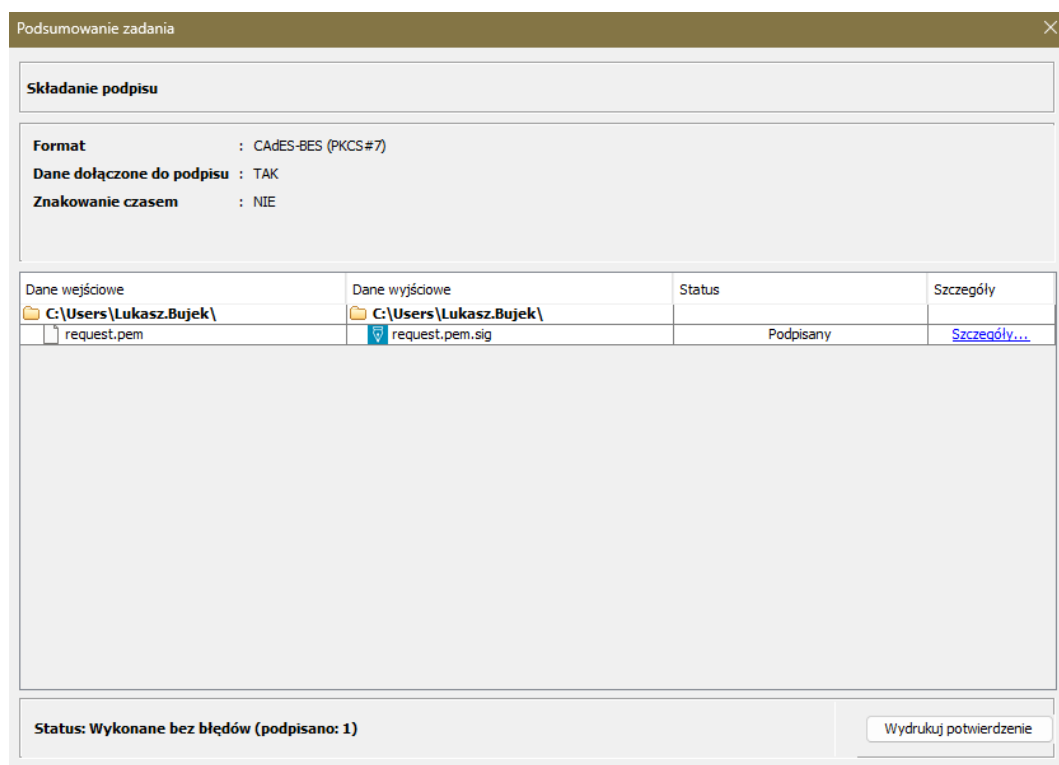 Podsumowanie zadania
Składanie podpisu
Format : CAdES-BES (PKCS#7)
Dane dołączone do podpisu : TAK
Znakowanie czasem : NIE
Dane wejściowe Dane wyjściowe Status Szczegóły
C:\Users\Lukasz.Bujek\ C:\Users\Lukasz.Bujek\
request.pem request.pem.sig Podpisany Szczegóły...
Status: Wykonane bez błędów (podpisano: 1) Wydrukuj potwierdzenie